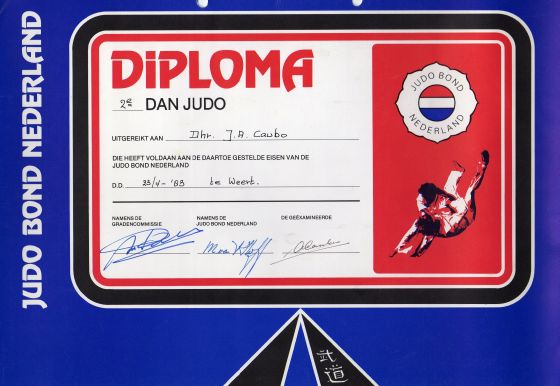 JUDO BOND NEDERLAND
DiPLOMA
2e DAN JUDO
UITGEREIKT AAN Dhr. J.A. Caubo
DIE HEEFT VOLDAAN AAN DE DAARTOE GESTELDE EISEN VAN DE
JUDO BOND NEDERLAND
D.D. 23/4-'83 te Weert.
NAMENS DE
GRADENCOMMISSIE
NAMENS DE
JUDO BOND NEDERLAND
DE GEËXAMINEERDE
JUDO BOND
NEDERLAND
武道